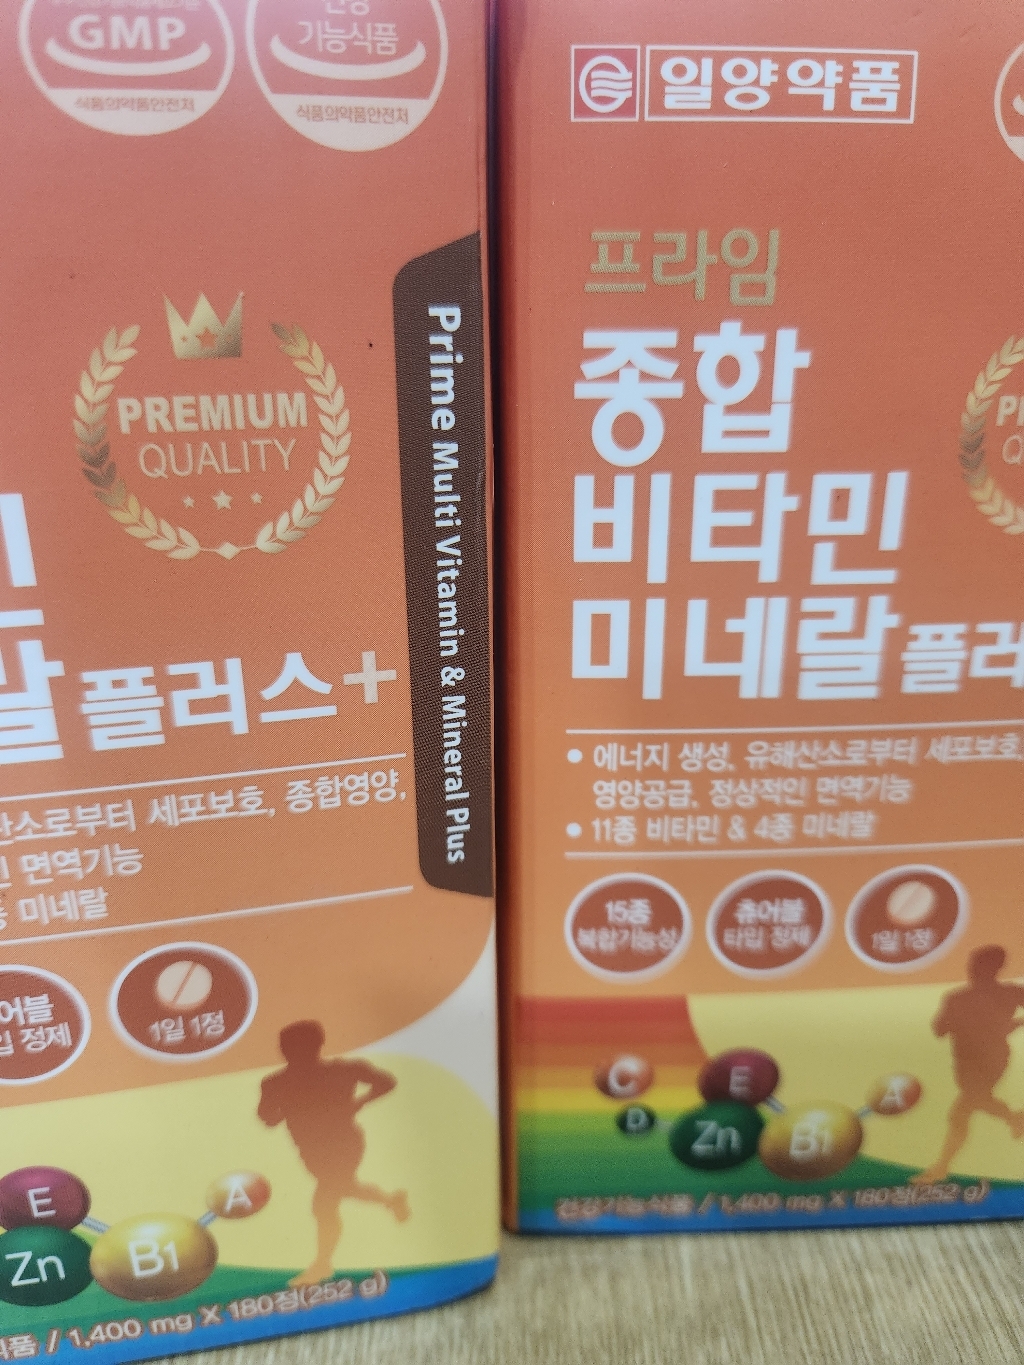 GMP
식품의약품안전처
건강
기능식품
식품의약품안전처
PREMIUM
QUALITY
플러스+
세포보호, 종합영양,
면역기능
미네랄
정제
1일 1정
E
A
Zn
B1
/ 1,400 mg X 180정(252 g)
Prime Multi Vitamin & Mineral Plus
일양약품
프라임
종합
비타민
미네랄 플러
• 에너지 생성, 유해산소로부터 세포보호,
영양공급, 정상적인 면역기능
• 11종 비타민 & 4종 미네랄
15종
복합기능성
츄어블
타입 정제
1일 1정
C
E
A
D
Zn
B1
건강기능식품 / 1,400 mg X 180정(252 g)